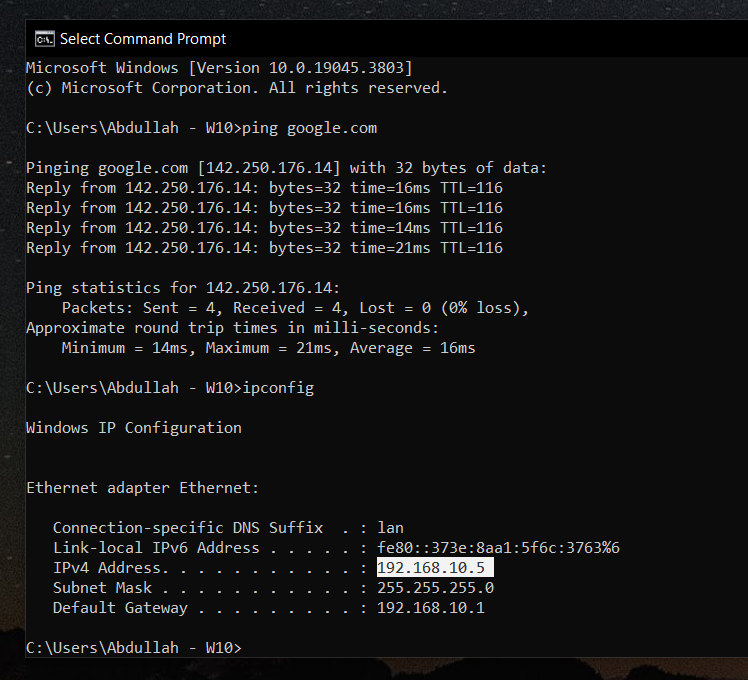 Select Command Prompt
Microsoft Windows [Version 10.0.19045.3803]
(c) Microsoft Corporation. All rights reserved.
C:\Users\Abdullah - W10>ping google.com
Pinging google.com [142.250.176.14] with 32 bytes of data:
Reply from 142.250.176.14: bytes=32 time=16ms TTL=116
Reply from 142.250.176.14: bytes=32 time=16ms TTL=116
Reply from 142.250.176.14: bytes=32 time=14ms TTL=116
Reply from 142.250.176.14: bytes=32 time=21ms TTL=116
Ping statistics for 142.250.176.14:
    Packets: Sent = 4, Received = 4, Lost = 0 (0% loss),
Approximate round trip times in milli-seconds:
    Minimum = 14ms, Maximum = 21ms, Average = 16ms
C:\Users\Abdullah - W10>ipconfig
Windows IP Configuration
Ethernet adapter Ethernet:
   Connection-specific DNS Suffix  . : lan
   Link-local IPv6 Address . . . . . : fe80::373e:8aa1:5f6c:3763%6
   IPv4 Address. . . . . . . . . . . : 192.168.10.5
   Subnet Mask . . . . . . . . . . . : 255.255.255.0
   Default Gateway . . . . . . . . . : 192.168.10.1
C:\Users\Abdullah - W10>